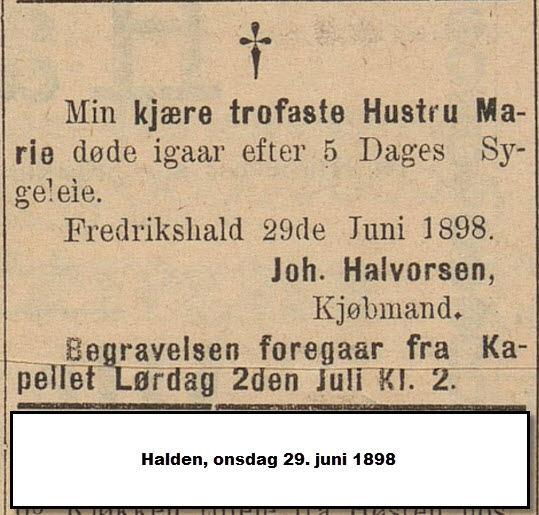 Min kjære trofaste Hustru Ma-
rie døde igaar efter 5 Dages Sy-
geleie.
Fredrikshald 29de Juni 1898.
Joh. Halvorsen,
Kjøbmand.
Begravelsen foregaar fra Ka-
pellet Lørdag 2den Juli Kl. 2.
Halden, onsdag 29. juni 1898